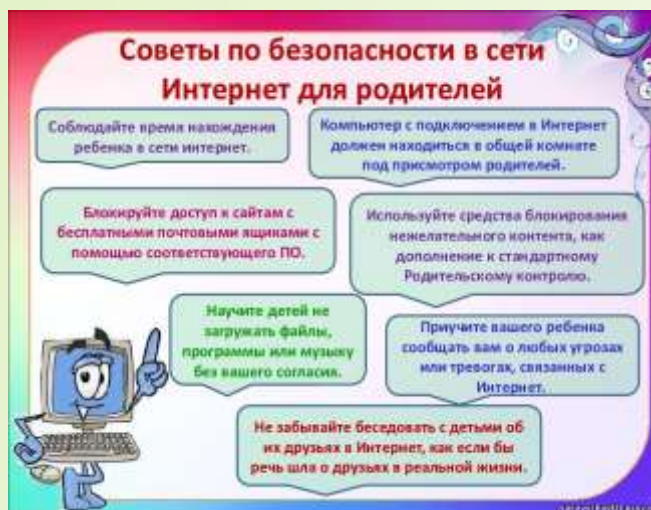 Советы по безопасности в сети
Интернет для родителей
Соблюдайте время нахождения
ребенка в сети интернет.
Компьютер с подключением в Интернет
должен находиться в общей комнате
под присмотром родителей.
Блокируйте доступ к сайтам с
бесплатными почтовыми ящиками с
помощью соответствующего ПО.
Используйте средства блокирования
нежелательного контента, как
дополнение к стандартному
Родительскому контролю.
Научите детей не
загружать файлы,
программы или музыку
без вашего согласия.
Приучите вашего ребенка
сообщать вам о любых угрозах
или тревогах, связанных с
Интернет.
Не забывайте беседовать с детьми об
их друзьях в Интернет, как если бы
речь шла о друзьях в реальной жизни.